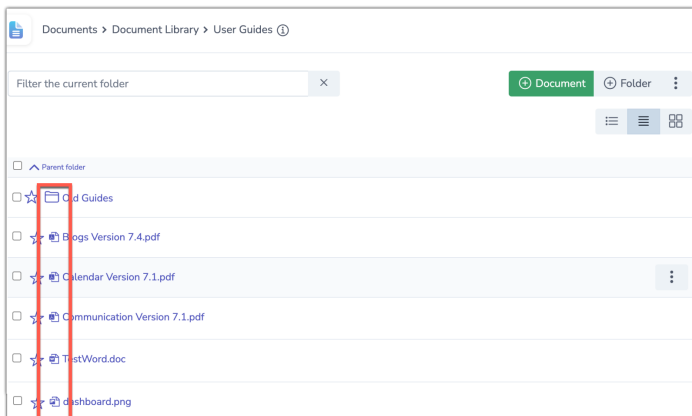 Documents > Document Library > User Guides
Filter the current folder
Document
Folder
Parent folder
Old Guides
Blogs Version 7.4.pdf
Calendar Version 7.1.pdf
Communication Version 7.1.pdf
TestWord.doc
dashboard.png